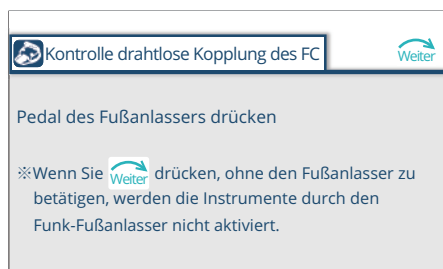 Kontrolle drahtlose Kopplung des FC Weiter
Pedal des Fußanlassers drücken
※Wenn Sie Weiter drücken, ohne den Fußanlasser zu
betätigen, werden die Instrumente durch den
Funk-Fußanlasser nicht aktiviert.